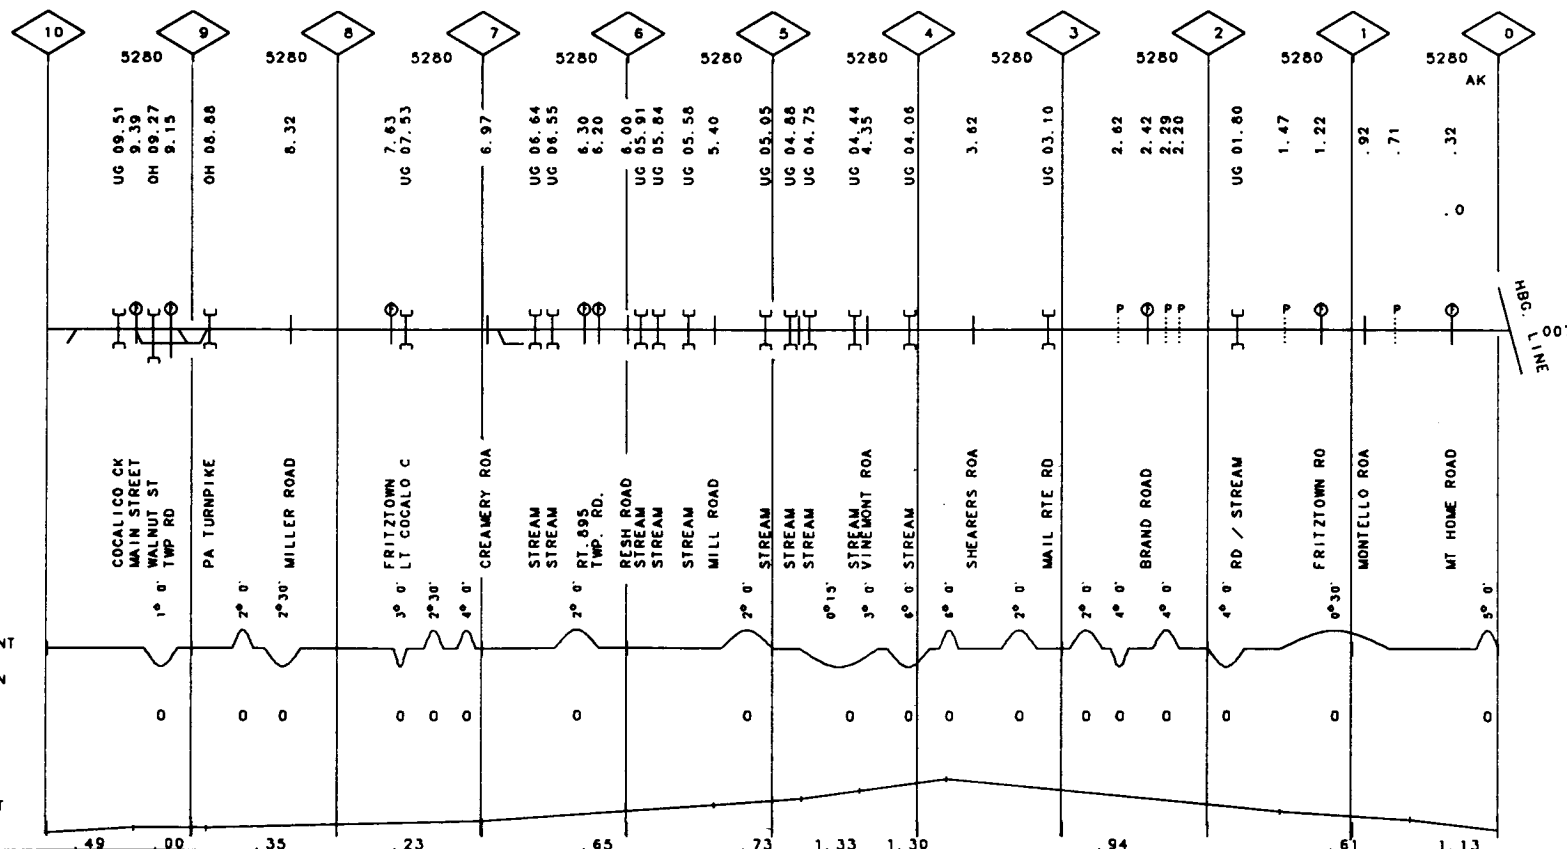 10 9 8 7 6 5 4 3 2 1 0
5280 5280 5280 5280 5280 5280 5280 5280 5280 5280
AK
UG 09.51
9.39
OH 09.27
9.15
OH 08.88
8.32
7.63
UG 07.53
6.97
UG 06.64
UG 06.55
6.30
6.20
6.00
UG 05.91
UG 05.84
UG 05.58
5.40
UG 05.05
UG 04.88
UG 04.75
UG 04.44
4.35
UG 04.06
3.62
UG 03.10
2.62
2.42
2.29
2.20
UG 01.80
1.47
1.22
.92
.71
.32
.0
P P P P P
HBG. LINE
00'
COCALICO CK
MAIN STREET
WALNUT ST
TWP RD
PA TURNPIKE
MILLER ROAD
FRITZTOWN
LT COCALO C
CREAMERY ROA
STREAM
STREAM
RT.895
TWP. RD.
RESH ROAD
STREAM
STREAM
STREAM
MILL ROAD
STREAM
STREAM
STREAM
STREAM
VINEMONT ROA
STREAM
SHEARERS ROA
MAIL RTE RD
BRAND ROAD
RD / STREAM
FRITZTOWN RO
MONTELLO ROA
MT HOME ROAD
1° 0' 2° 0' 2°30' 3° 0' 2°30' 4° 0' 2° 0' 2° 0' 0°15' 3° 0' 6° 0' 6° 0' 2° 0' 2° 0' 4° 0' 4° 0' 4° 0' 0°30' 5° 0'
NT
N
0 0 0 0 0 0 0 0 0 0 0 0 0 0 0 0 0 0
T
.49 .00 .35 .23 .65 .73 1.33 1.30 .94 .61 1.13